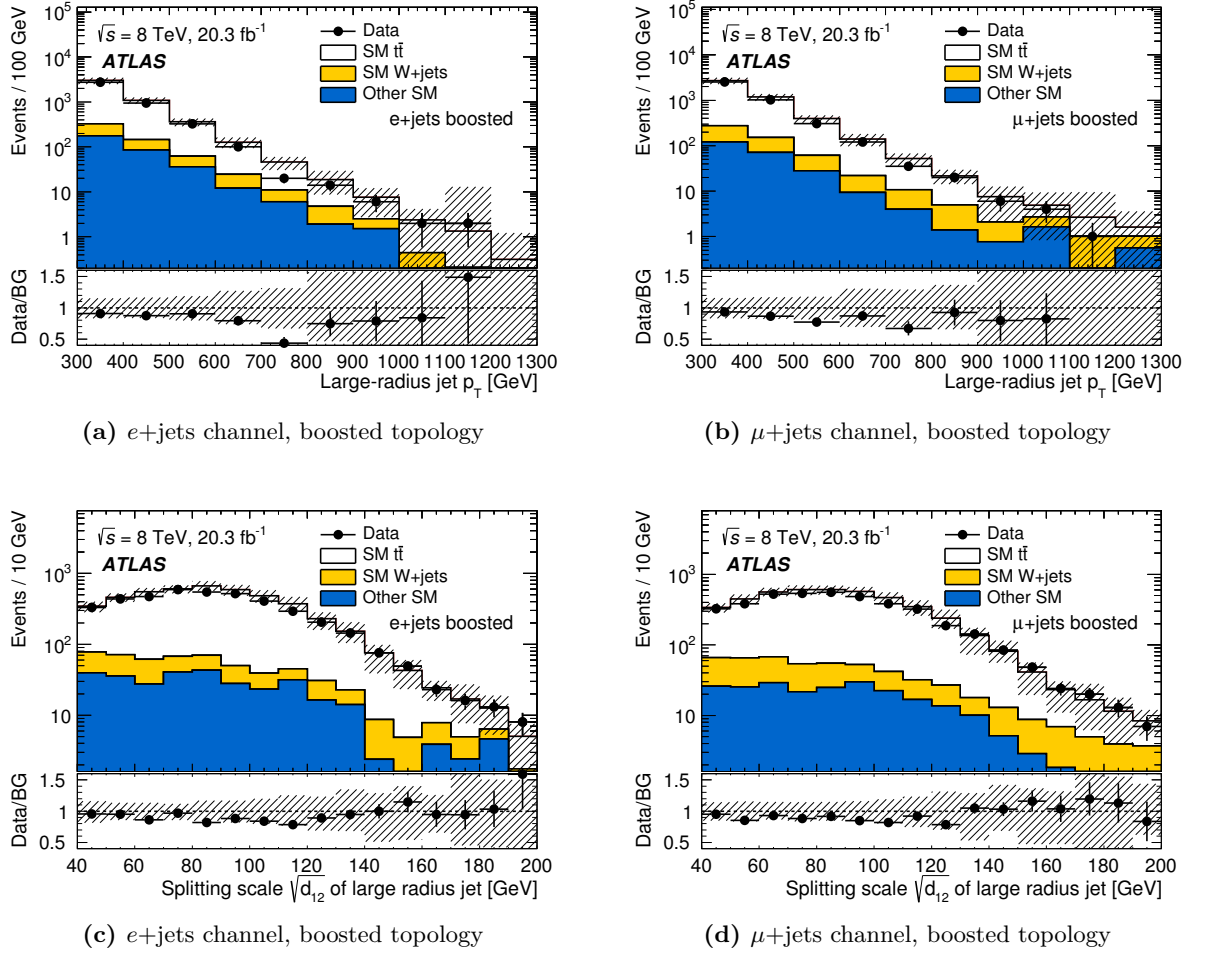 Events / 100 GeV
10⁵
10⁴
10³
10²
10
1
√s = 8 TeV, 20.3 fb⁻¹
ATLAS
Data
SM tt̄
SM W+jets
Other SM
e+jets boosted
Data/BG
1.5
1
0.5
300 400 500 600 700 800 900 1000 1100 1200 1300
Large-radius jet p_T [GeV]
(a) e+jets channel, boosted topology
Events / 100 GeV
10⁵
10⁴
10³
10²
10
1
√s = 8 TeV, 20.3 fb⁻¹
ATLAS
Data
SM tt̄
SM W+jets
Other SM
μ+jets boosted
Data/BG
1.5
1
0.5
300 400 500 600 700 800 900 1000 1100 1200 1300
Large-radius jet p_T [GeV]
(b) μ+jets channel, boosted topology
Events / 10 GeV
10³
10²
10
√s = 8 TeV, 20.3 fb⁻¹
ATLAS
Data
SM tt̄
SM W+jets
Other SM
e+jets boosted
Data/BG
1.5
1
0.5
40 60 80 100 120 140 160 180 200
Splitting scale √d₁₂ of large radius jet [GeV]
(c) e+jets channel, boosted topology
Events / 10 GeV
10³
10²
10
√s = 8 TeV, 20.3 fb⁻¹
ATLAS
Data
SM tt̄
SM W+jets
Other SM
μ+jets boosted
Data/BG
1.5
1
0.5
40 60 80 100 120 140 160 180 200
Splitting scale √d₁₂ of large radius jet [GeV]
(d) μ+jets channel, boosted topology